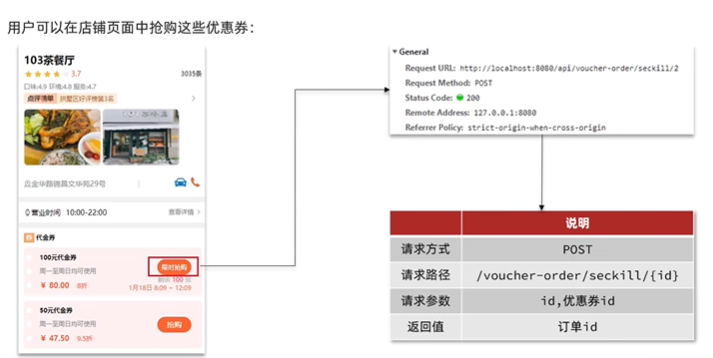 用户可以在店铺页面中抢购这些优惠券：
103茶餐厅
3.7
3035条
口味:4.9 环境:4.8 服务:4.7
点评清单 拱墅区好评榜第3名
金华路锦昌文华苑29号
营业时间 10:00-22:00
查看详情
代金券
100元代金券
周一至周日均可使用
¥ 80.00 8折
限时抢购
剩余 100 张
1月18日 8:09 ~ 12:09
50元代金券
周一至周日均可使用
¥ 47.50 9.5折
抢购
General
Request URL: http://localhost:8080/api/voucher-order/seckill/2
Request Method: POST
Status Code: 200
Remote Address: 127.0.0.1:8080
Referrer Policy: strict-origin-when-cross-origin
说明
请求方式 POST
请求路径 /voucher-order/seckill/{id}
请求参数 id,优惠券id
返回值 订单id